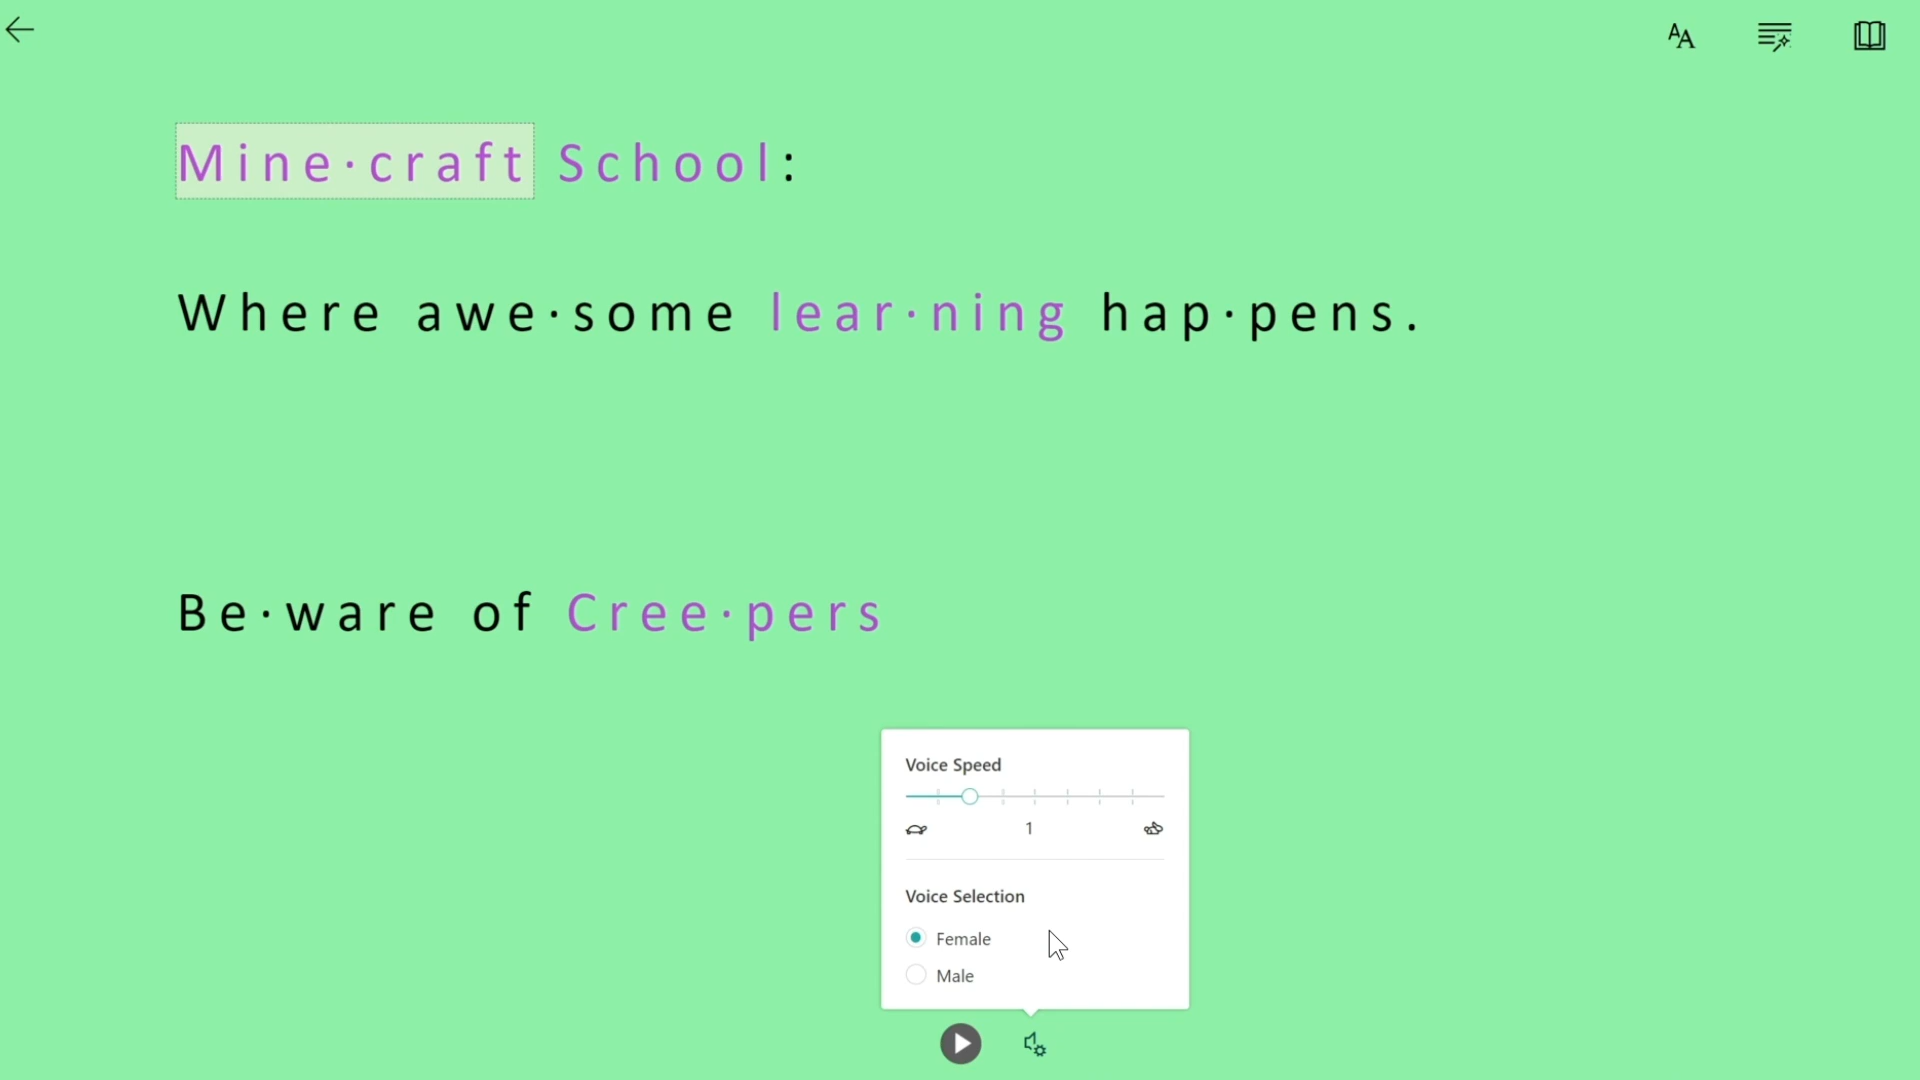 Mine·craft School:
Where awe·some lear·ning hap·pens.
Be·ware of Cree·pers
Voice Speed
1
Voice Selection
Female
Male